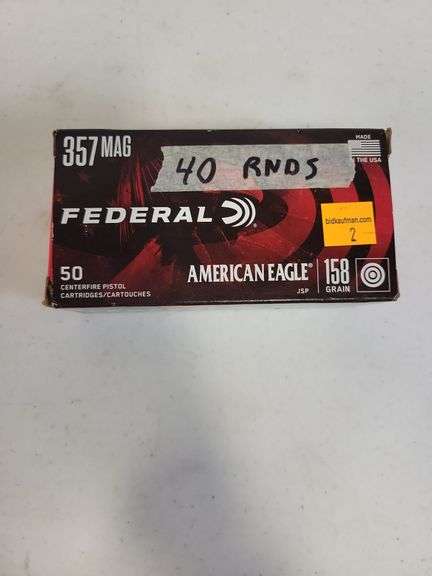 357 MAG
40 RNDS
MADE
THE USA
FEDERAL
bidkaufman.com
2
50
CENTERFIRE PISTOL
CARTRIDGES/CARTOUCHES
AMERICAN EAGLE®
JSP
158
GRAIN